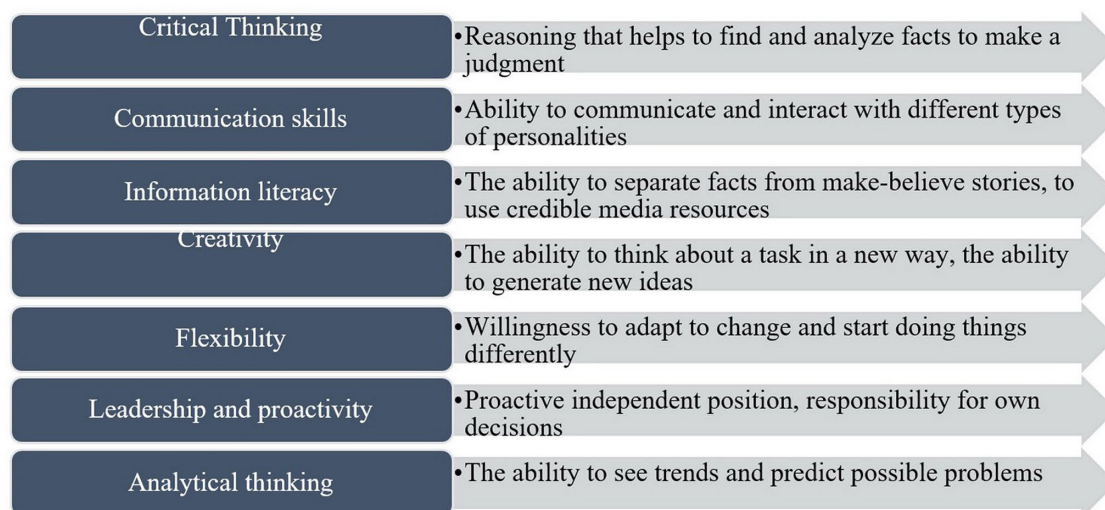 Critical Thinking
•Reasoning that helps to find and analyze facts to make a
judgment
Communication skills
•Ability to communicate and interact with different types
of personalities
Information literacy
•The ability to separate facts from make-believe stories, to
use credible media resources
Creativity
•The ability to think about a task in a new way, the ability
to generate new ideas
Flexibility
•Willingness to adapt to change and start doing things
differently
Leadership and proactivity
•Proactive independent position, responsibility for own
decisions
Analytical thinking
•The ability to see trends and predict possible problems